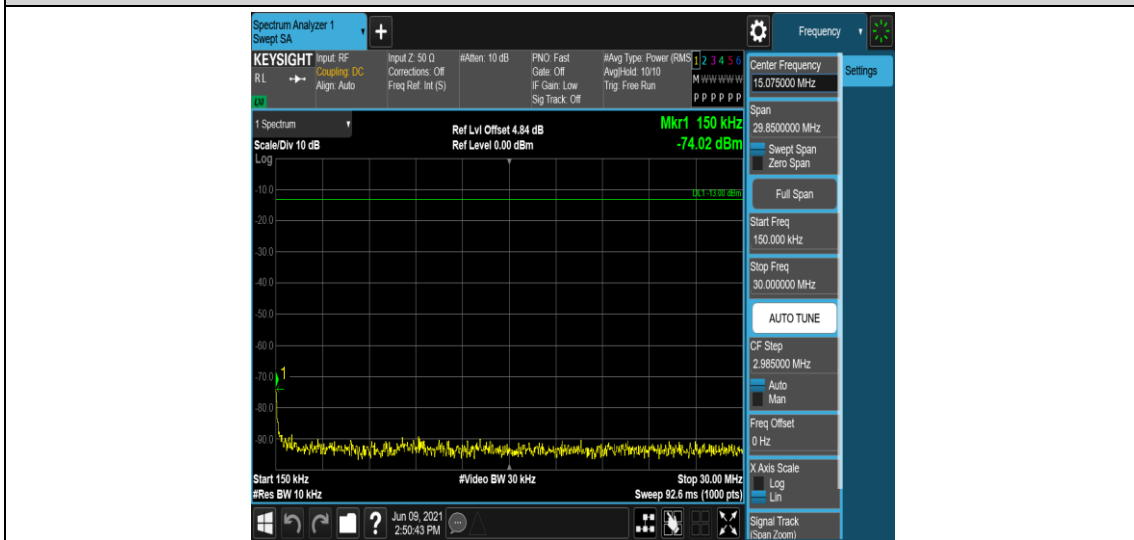 Spectrum Analyzer 1
Swept SA
+
Frequency
KEYSIGHT
RL
Input: RF
Coupling: DC
Align: Auto
Input Z: 50 Ω
Corrections: Off
Freq Ref: Int (S)
#Atten: 10 dB
PNO: Fast
Gate: Off
IF Gain: Low
Sig Track: Off
#Avg Type: Power (RMS
Avg|Hold: 10/10
Trig: Free Run
1 2 3 4 5 6
M W W W W W
P P P P P P
Center Frequency
15.075000 MHz
Settings
Span
29.8500000 MHz
Swept Span
Zero Span
Full Span
Start Freq
150.000 kHz
Stop Freq
30.000000 MHz
AUTO TUNE
CF Step
2.985000 MHz
Auto
Man
Freq Offset
0 Hz
X Axis Scale
Log
Lin
Signal Track
(Span Zoom)
1 Spectrum
Scale/Div 10 dB
Log
Ref Lvl Offset 4.84 dB
Ref Level 0.00 dBm
Mkr1 150 kHz
-74.02 dBm
DL1 -13.00 dBm
-10.0
-20.0
-30.0
-40.0
-50.0
-60.0
-70.0
1
-80.0
-90.0
Start 150 kHz
#Video BW 30 kHz
Stop 30.00 MHz
#Res BW 10 kHz
Sweep 92.6 ms (1000 pts)
?
Jun 09, 2021
2:50:43 PM